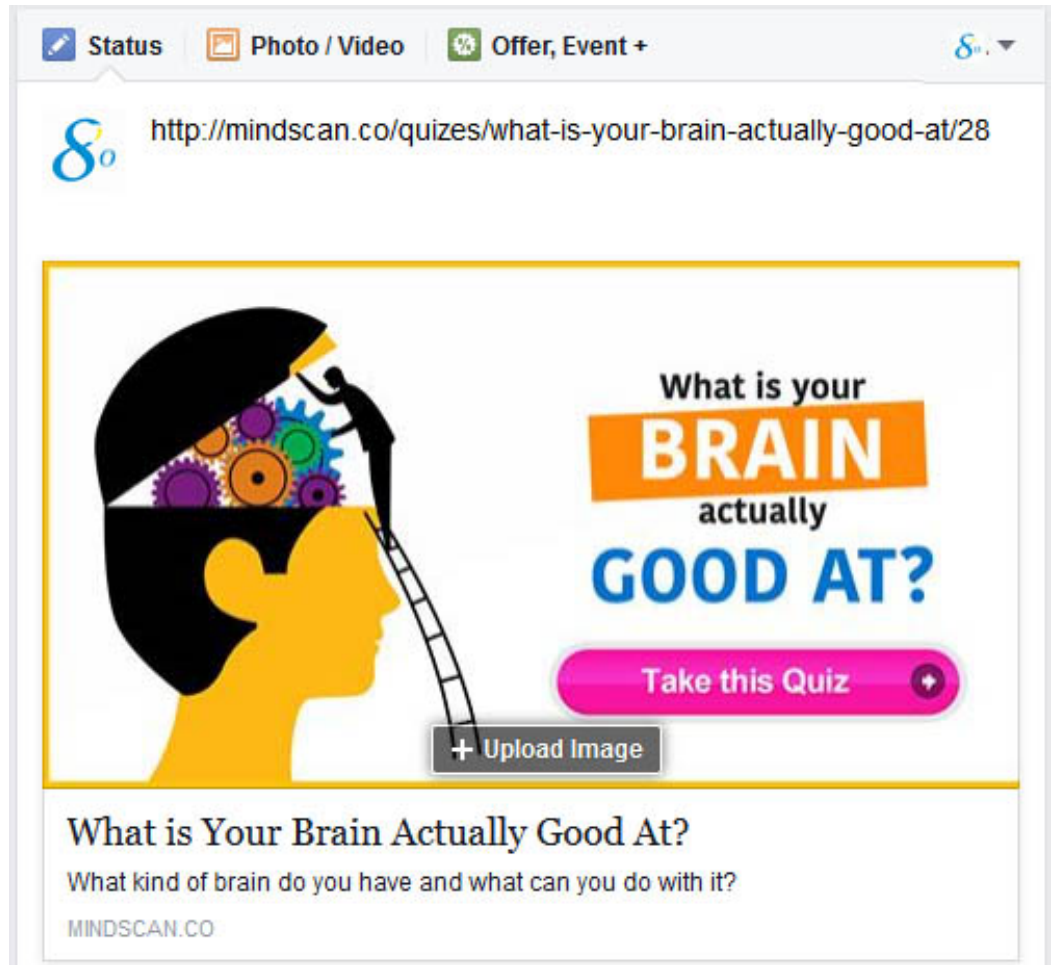 Status Photo / Video Offer, Event +
http://mindscan.co/quizes/what-is-your-brain-actually-good-at/28
What is your
BRAIN
actually
GOOD AT?
Take this Quiz
+ Upload Image
What is Your Brain Actually Good At?
What kind of brain do you have and what can you do with it?
MINDSCAN.CO